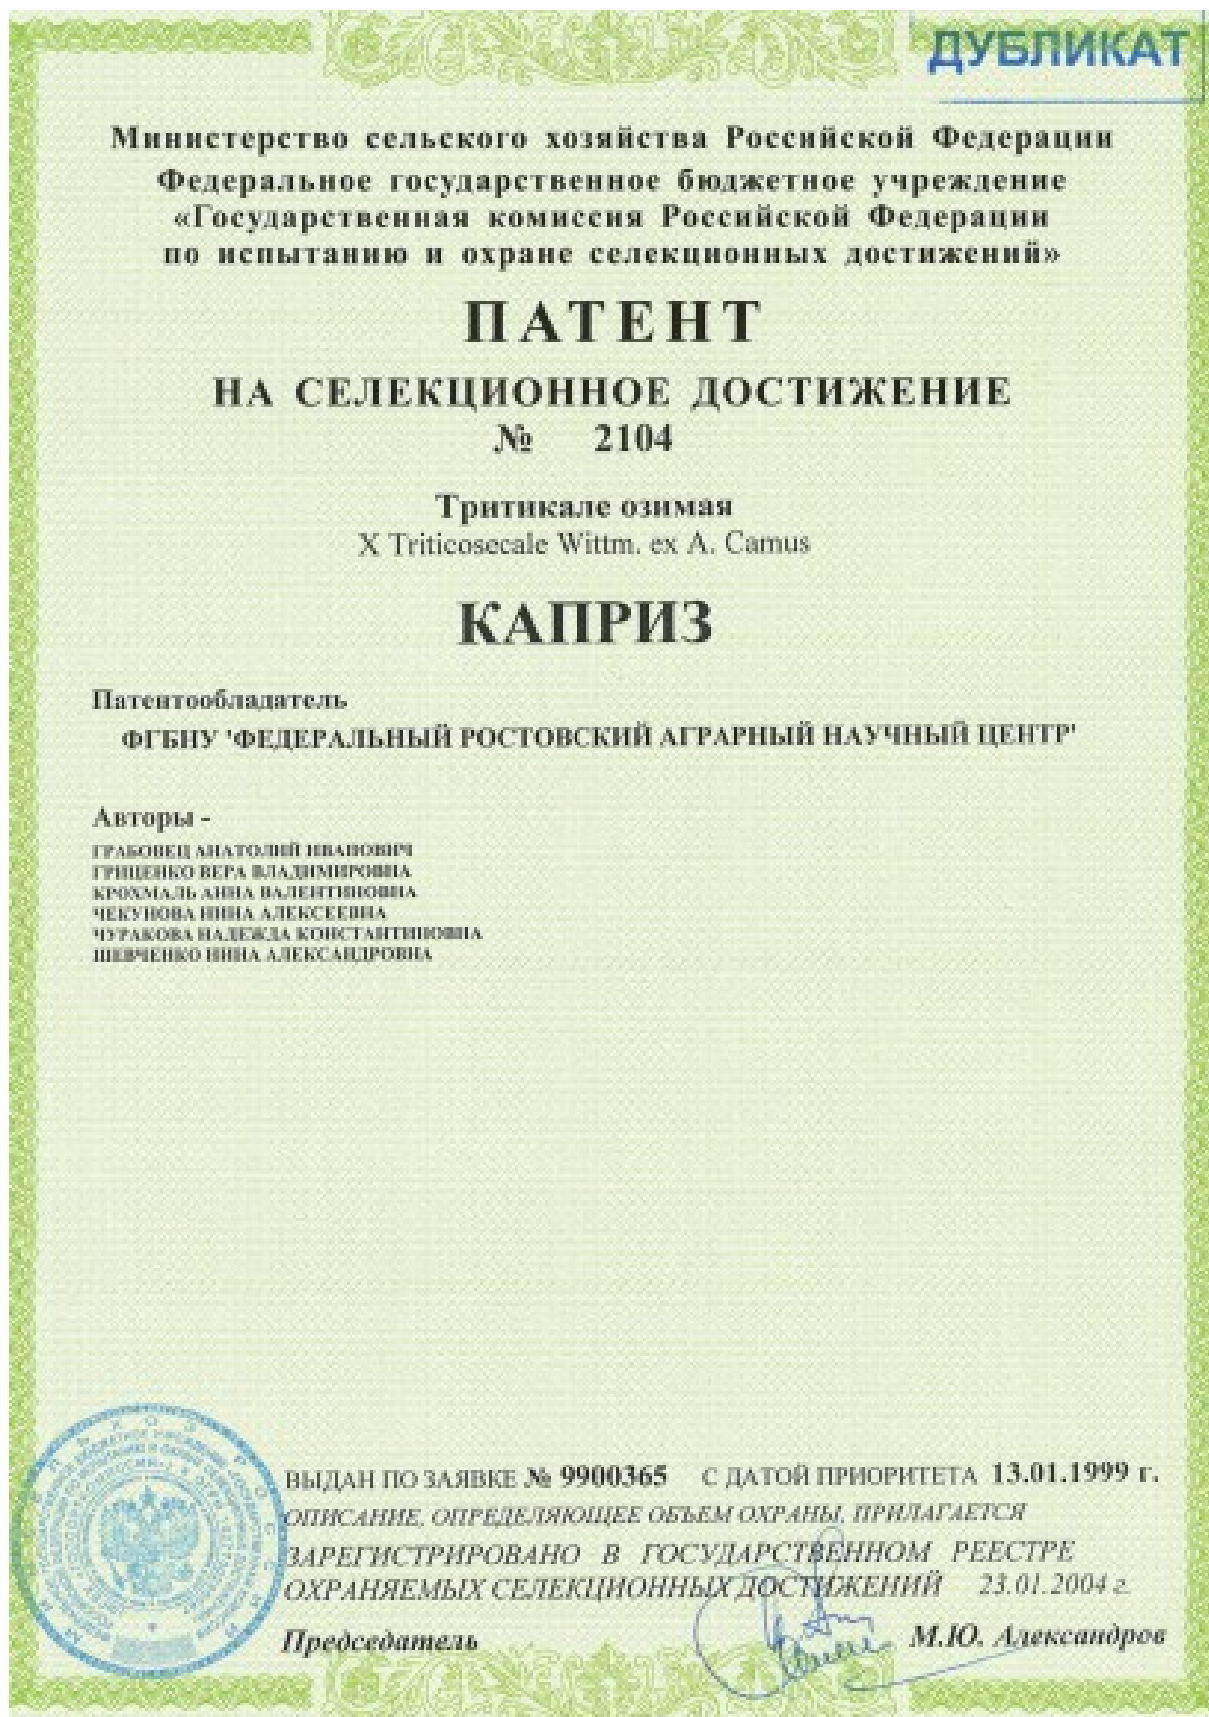 ДУБЛИКАТ
Министерство сельского хозяйства Российской Федерации
Федеральное государственное бюджетное учреждение
«Государственная комиссия Российской Федерации
по испытанию и охране селекционных достижений»
ПАТЕНТ
НА СЕЛЕКЦИОННОЕ ДОСТИЖЕНИЕ
№ 2104
Тритикале озимая
X Triticosecale Wittm. ex A. Camus
КАПРИЗ
Патентообладатель
ФГБНУ 'ФЕДЕРАЛЬНЫЙ РОСТОВСКИЙ АГРАРНЫЙ НАУЧНЫЙ ЦЕНТР'
Авторы -
ГРАБОВЕЦ АНАТОЛИЙ ИВАНОВИЧ
ГРИЦЕНКО ВЕРА ВЛАДИМИРОВНА
КРОХМАЛЬ АННА ВАЛЕНТИНОВНА
ЧЕКУНОВА НИНА АЛЕКСЕЕВНА
ЧУРАКОВА НАДЕЖДА КОНСТАНТИНОВНА
ШЕВЧЕНКО НИНА АЛЕКСАНДРОВНА
ВЫДАН ПО ЗАЯВКЕ № 9900365 С ДАТОЙ ПРИОРИТЕТА 13.01.1999 г.
ОПИСАНИЕ, ОПРЕДЕЛЯЮЩЕЕ ОБЪЕМ ОХРАНЫ, ПРИЛАГАЕТСЯ
ЗАРЕГИСТРИРОВАНО В ГОСУДАРСТВЕННОМ РЕЕСТРЕ
ОХРАНЯЕМЫХ СЕЛЕКЦИОННЫХ ДОСТИЖЕНИЙ 23.01.2004 г.
Председатель М.Ю. Александров